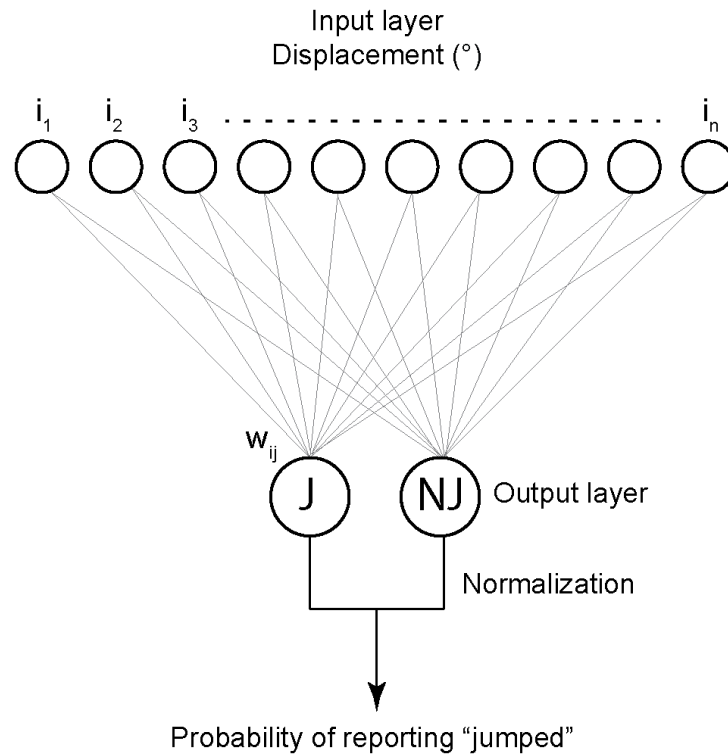 Input layer
Displacement (°)
i1 i2 i3 in
wij
J NJ Output layer
Normalization
Probability of reporting “jumped”